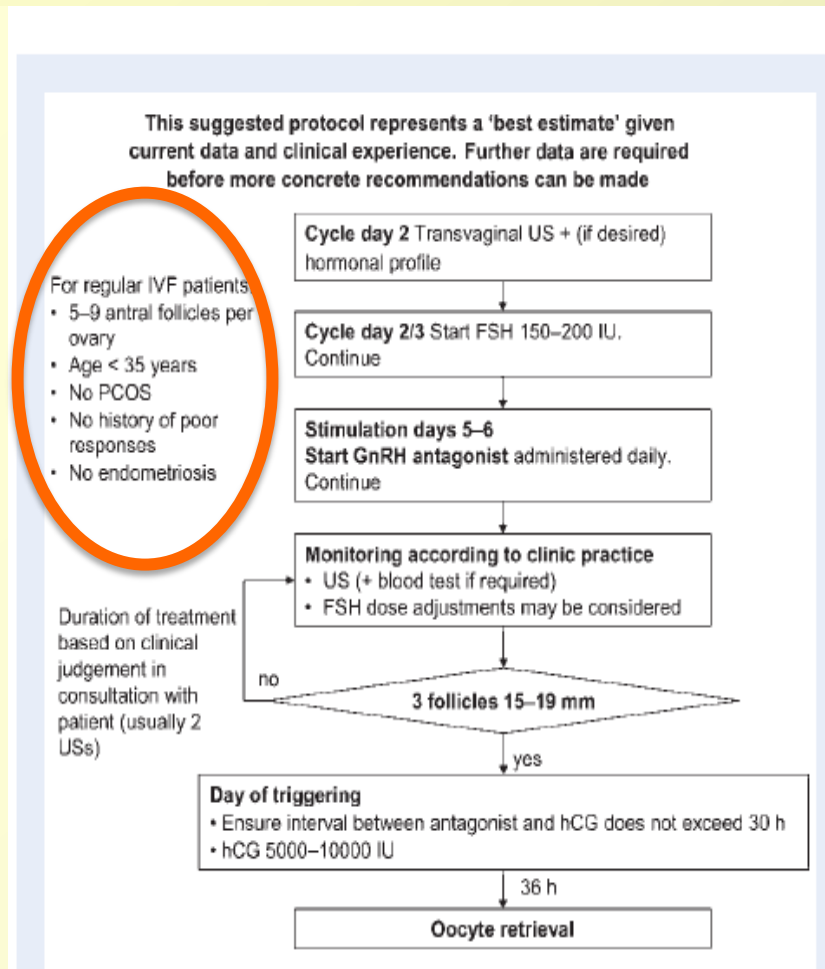 This suggested protocol represents a 'best estimate' given
current data and clinical experience. Further data are required
before more concrete recommendations can be made
Cycle day 2 Transvaginal US + (if desired)
hormonal profile
For regular IVF patients
• 5–9 antral follicles per
ovary
• Age < 35 years
• No PCOS
• No history of poor
responses
• No endometriosis
Cycle day 2/3 Start FSH 150–200 IU.
Continue
Stimulation days 5–6
Start GnRH antagonist administered daily.
Continue
Monitoring according to clinic practice
• US (+ blood test if required)
• FSH dose adjustments may be considered
Duration of treatment
based on clinical
judgement in
consultation with
patient (usually 2
USs)
no
3 follicles 15–19 mm
yes
Day of triggering
• Ensure interval between antagonist and hCG does not exceed 30 h
• hCG 5000–10000 IU
36 h
Oocyte retrieval